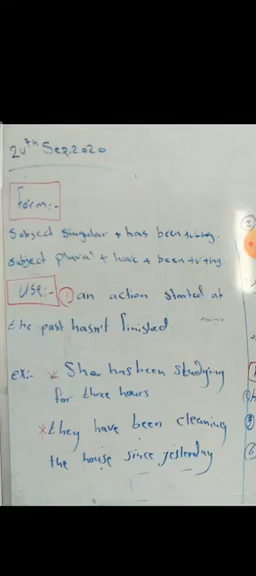 24th Sep.2020
Form:-
Subject singular + has been + v.ing.
Subject plural + have + been + v.ing.
Use:- ① an action started at
the past hasn't finished.
ex:- * She has been studying
for three hours
* they have been cleaning
the house since yesterday